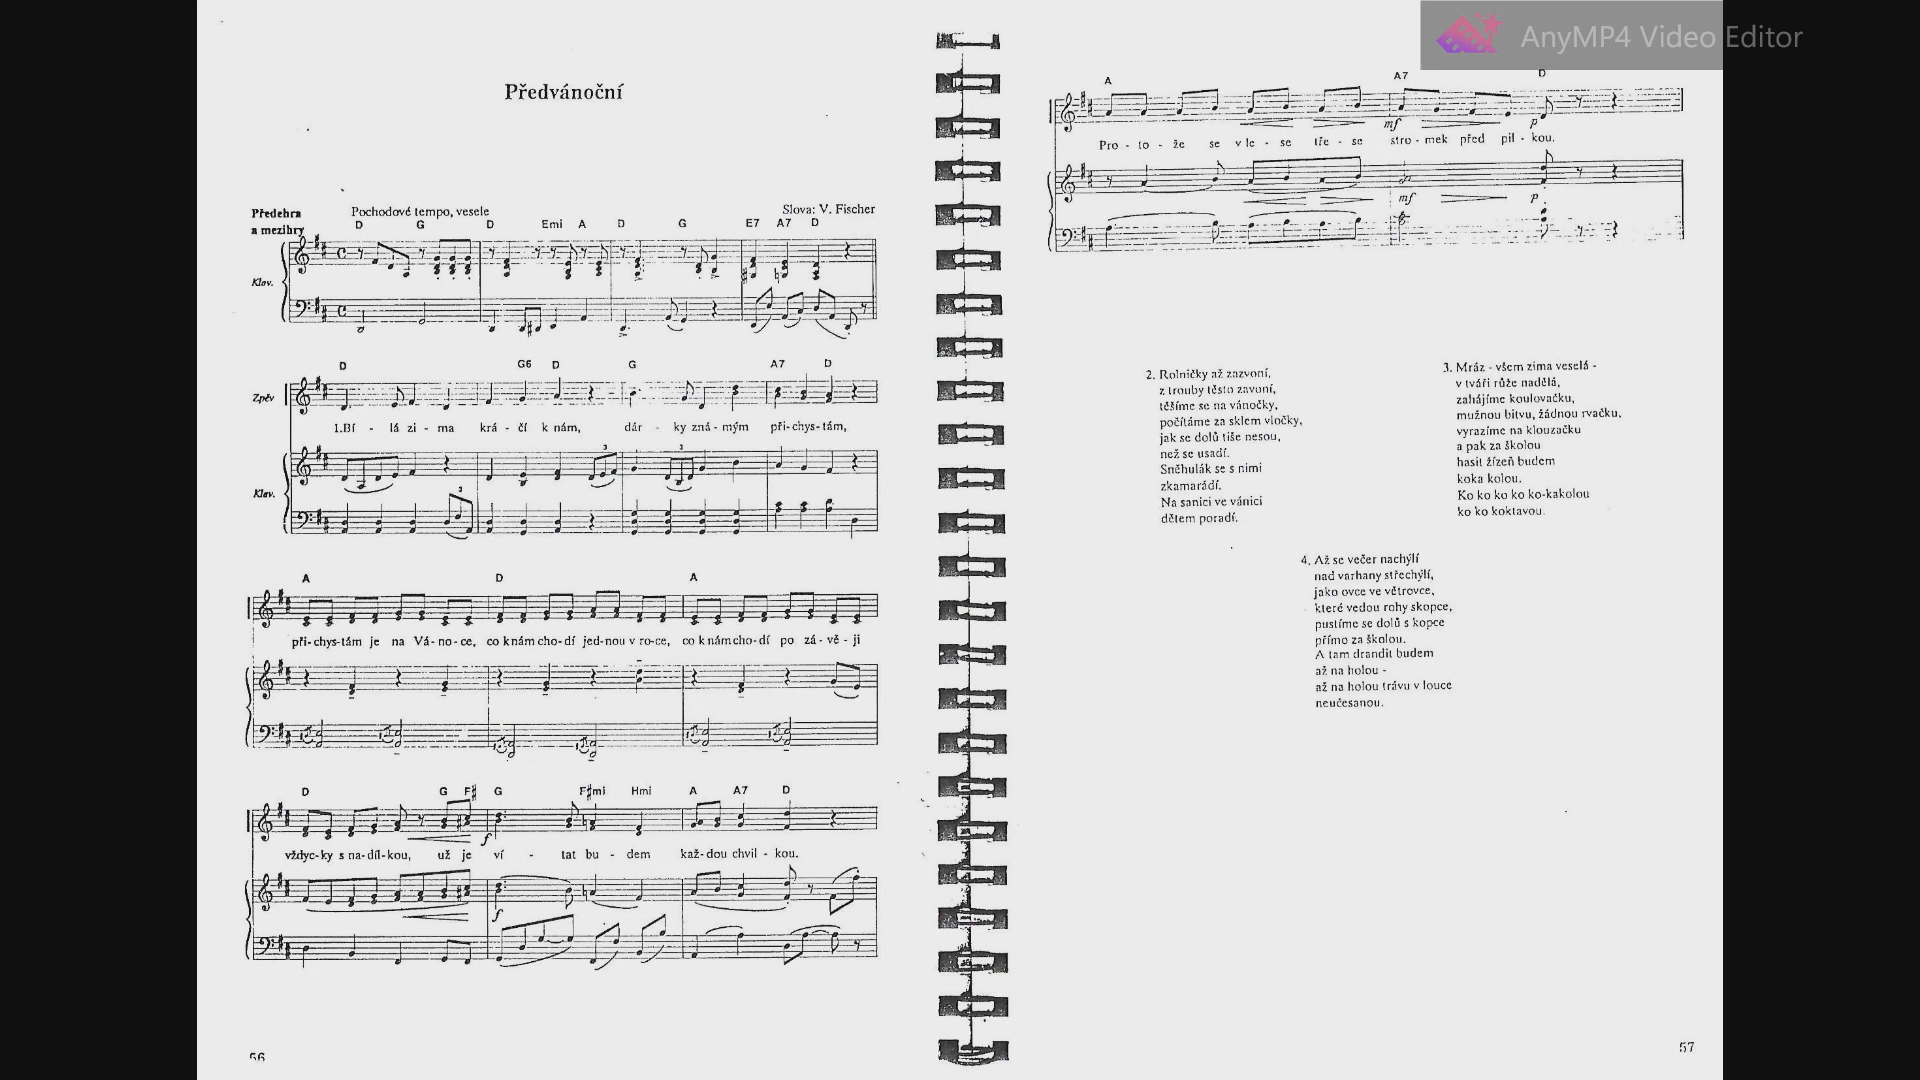 AnyMP4 Video Editor
Předvánoční
Předehra
a mezihry
Pochodové tempo, vesele
Slova: V. Fischer
D G D Emi A D G E7 A7 D
Klav.
D G6 D G A7 D
Zpěv
1.Bí - lá zi - ma krá - čí k nám, dár - ky zná - mým při-chys-tám,
3 3
Klav.
3
A D A
při-chys-tám je na Vá-no-ce, co k nám cho-dí jed-nou v ro-ce, co k nám cho-dí po zá-vě-ji
D G F# G F#mi Hmi A A7 D
f
vždyc-ky s na-díl-kou, už je ví - tat bu - dem kaž-dou chvil - kou.
f
56
A A7 D
mf p
Pro - to - že se v le - se tře - se stro - mek před pil - kou.
mf p
2. Rolničky až zazvoní,
z trouby těsto zavoní,
těšíme se na vánočky,
počítáme za sklem vločky,
jak se dolů tiše nesou,
než se usadí.
Sněhulák se s nimi
zkamarádí.
Na sanici ve vánici
dětem poradí.
3. Mráz - všem zima veselá -
v tváři růže nadělá,
zahájíme koulovačku,
mužnou bitvu, žádnou rvačku,
vyrazíme na klouzačku
a pak za školou
hasit žízeň budem
koka kolou.
Ko ko ko ko ko-kakolou
ko ko koktavou.
4. Až se večer nachýlí
nad varhany střechýlí,
jako ovce ve větrovce,
které vedou rohy skopce,
pustíme se dolů s kopce
přímo za školou.
A tam drandit budem
až na holou -
až na holou trávu v louce
neučesanou.
57